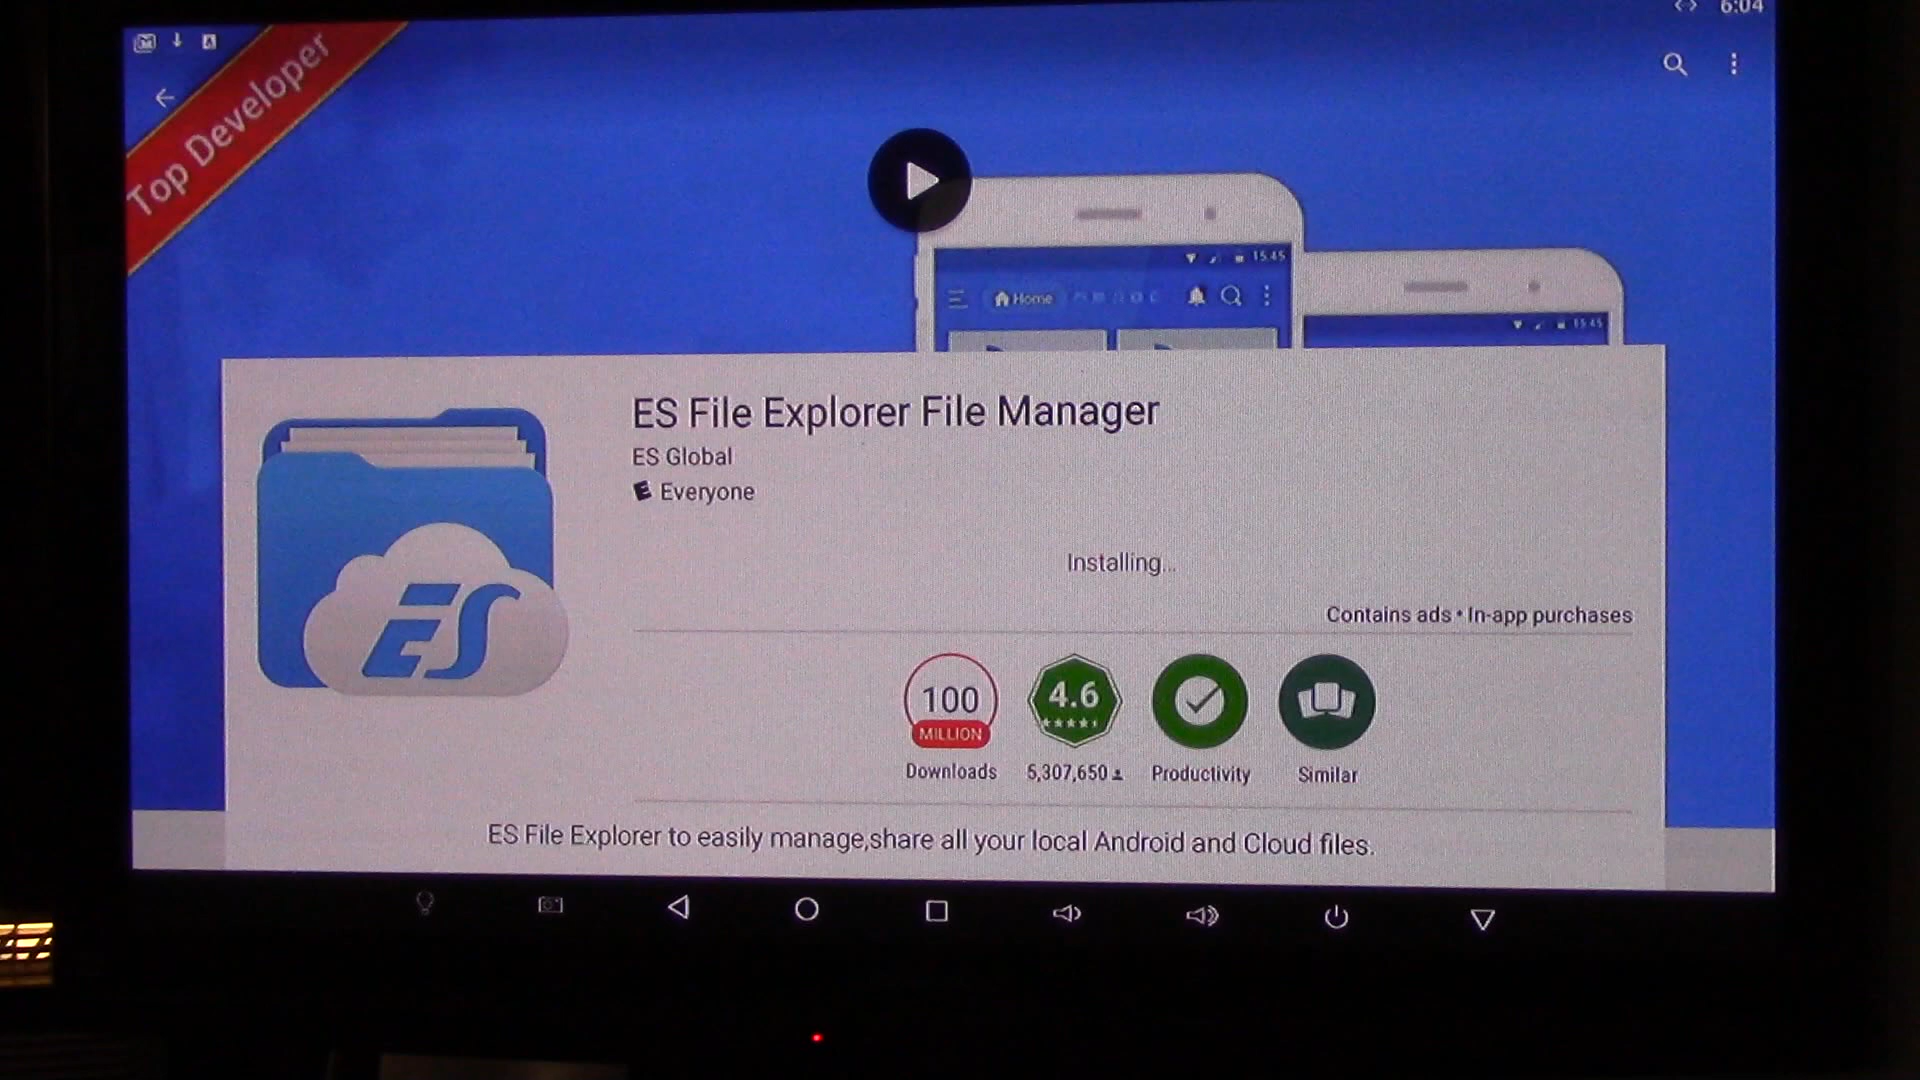 6:04
Top Developer
15:45
Home
15:45
ES File Explorer File Manager
ES Global
E Everyone
Installing...
Contains ads • In-app purchases
ES
100
MILLION
4.6
Downloads
5,307,650
Productivity
Similar
ES File Explorer to easily manage,share all your local Android and Cloud files.